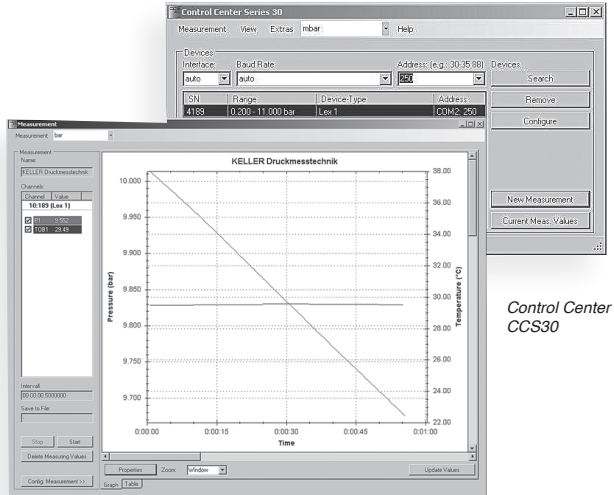 Control Center Series 30
Measurement View Extras mbar Help
Devices
Interface: Baud Rate: Address: (e.g.: 30-35;88) Devices:
auto auto 250 Search
SN Range Device-Type Address
4189 0.200 - 11.000 bar Lex 1 COM2; 250
Remove
Configure
New Measurement
Current Meas. Values
Measurement
Measurement bar
Measurement
Name:
KELLER Druckmesstechnik
Channels:
Channel Value
10:189 (Lex 1)
P1 9.552
TOB1 29.49
Intervall:
00:00:00.5000000
Save to File:
Stop Start
Delete Measuring Values
Config. Measurement >>
KELLER Druckmesstechnik
Pressure (bar)
10.000
9.950
9.900
9.850
9.800
9.750
9.700
38.00
36.00
34.00
32.00
30.00
28.00
26.00
24.00
22.00
Temperature (°C)
0:00:00 0:00:15 0:00:30 0:00:45 0:01:00
Time
Properties Zoom: Window Update Values
Graph Table
Control Center
CCS30